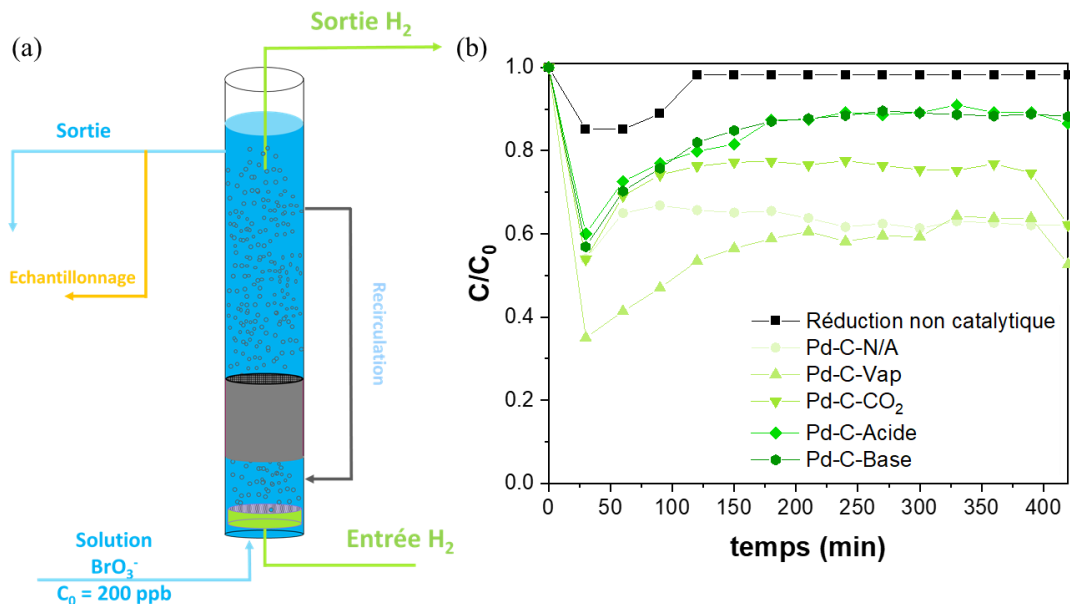 (a)
Sortie H₂
Sortie
Echantillonnage
Recirculation
Solution
BrO₃⁻
C₀ = 200 ppb
Entrée H₂
(b)
C/C₀
1.0
0.8
0.6
0.4
0.2
0.0
Réduction non catalytique
Pd-C-N/A
Pd-C-Vap
Pd-C-CO₂
Pd-C-Acide
Pd-C-Base
0 50 100 150 200 250 300 350 400
temps (min)